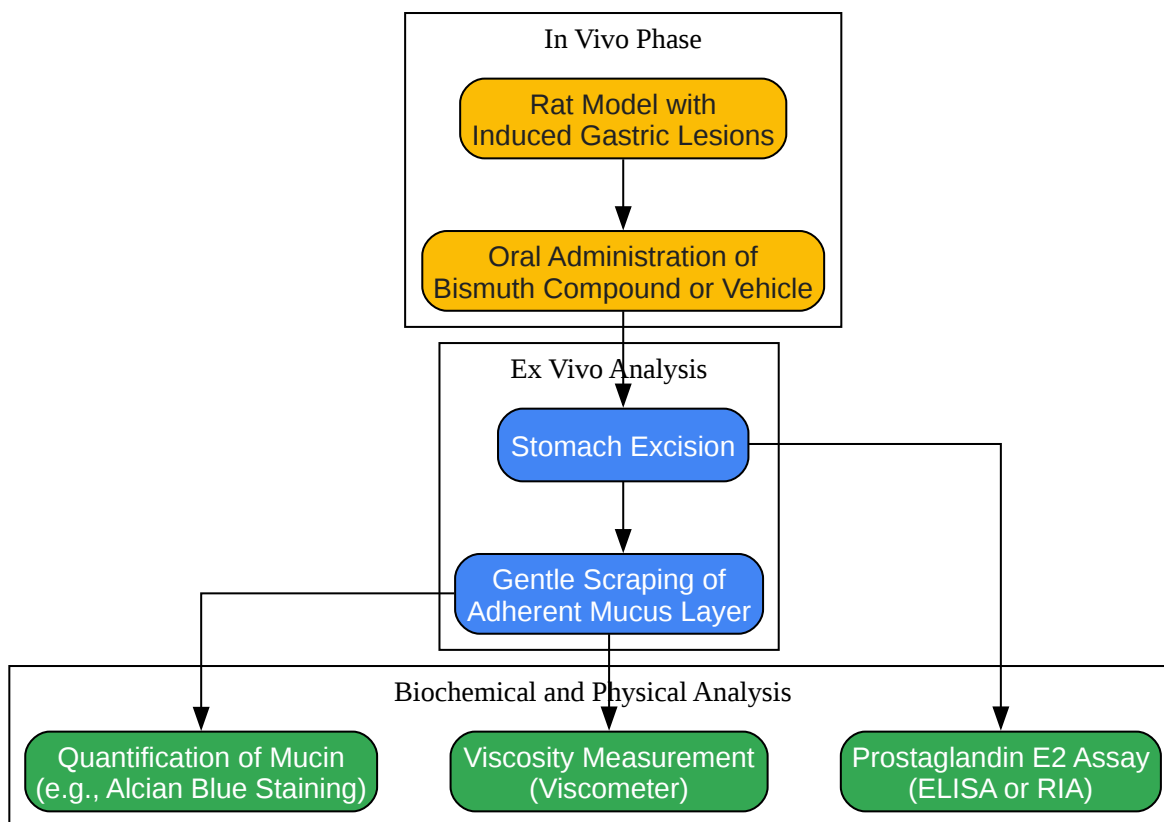 In Vivo Phase
Rat Model with
Induced Gastric Lesions
Oral Administration of
Bismuth Compound or Vehicle
Ex Vivo Analysis
Stomach Excision
Gentle Scraping of
Adherent Mucus Layer
Biochemical and Physical Analysis
Quantification of Mucin
(e.g., Alcian Blue Staining)
Viscosity Measurement
(Viscometer)
Prostaglandin E2 Assay
(ELISA or RIA)